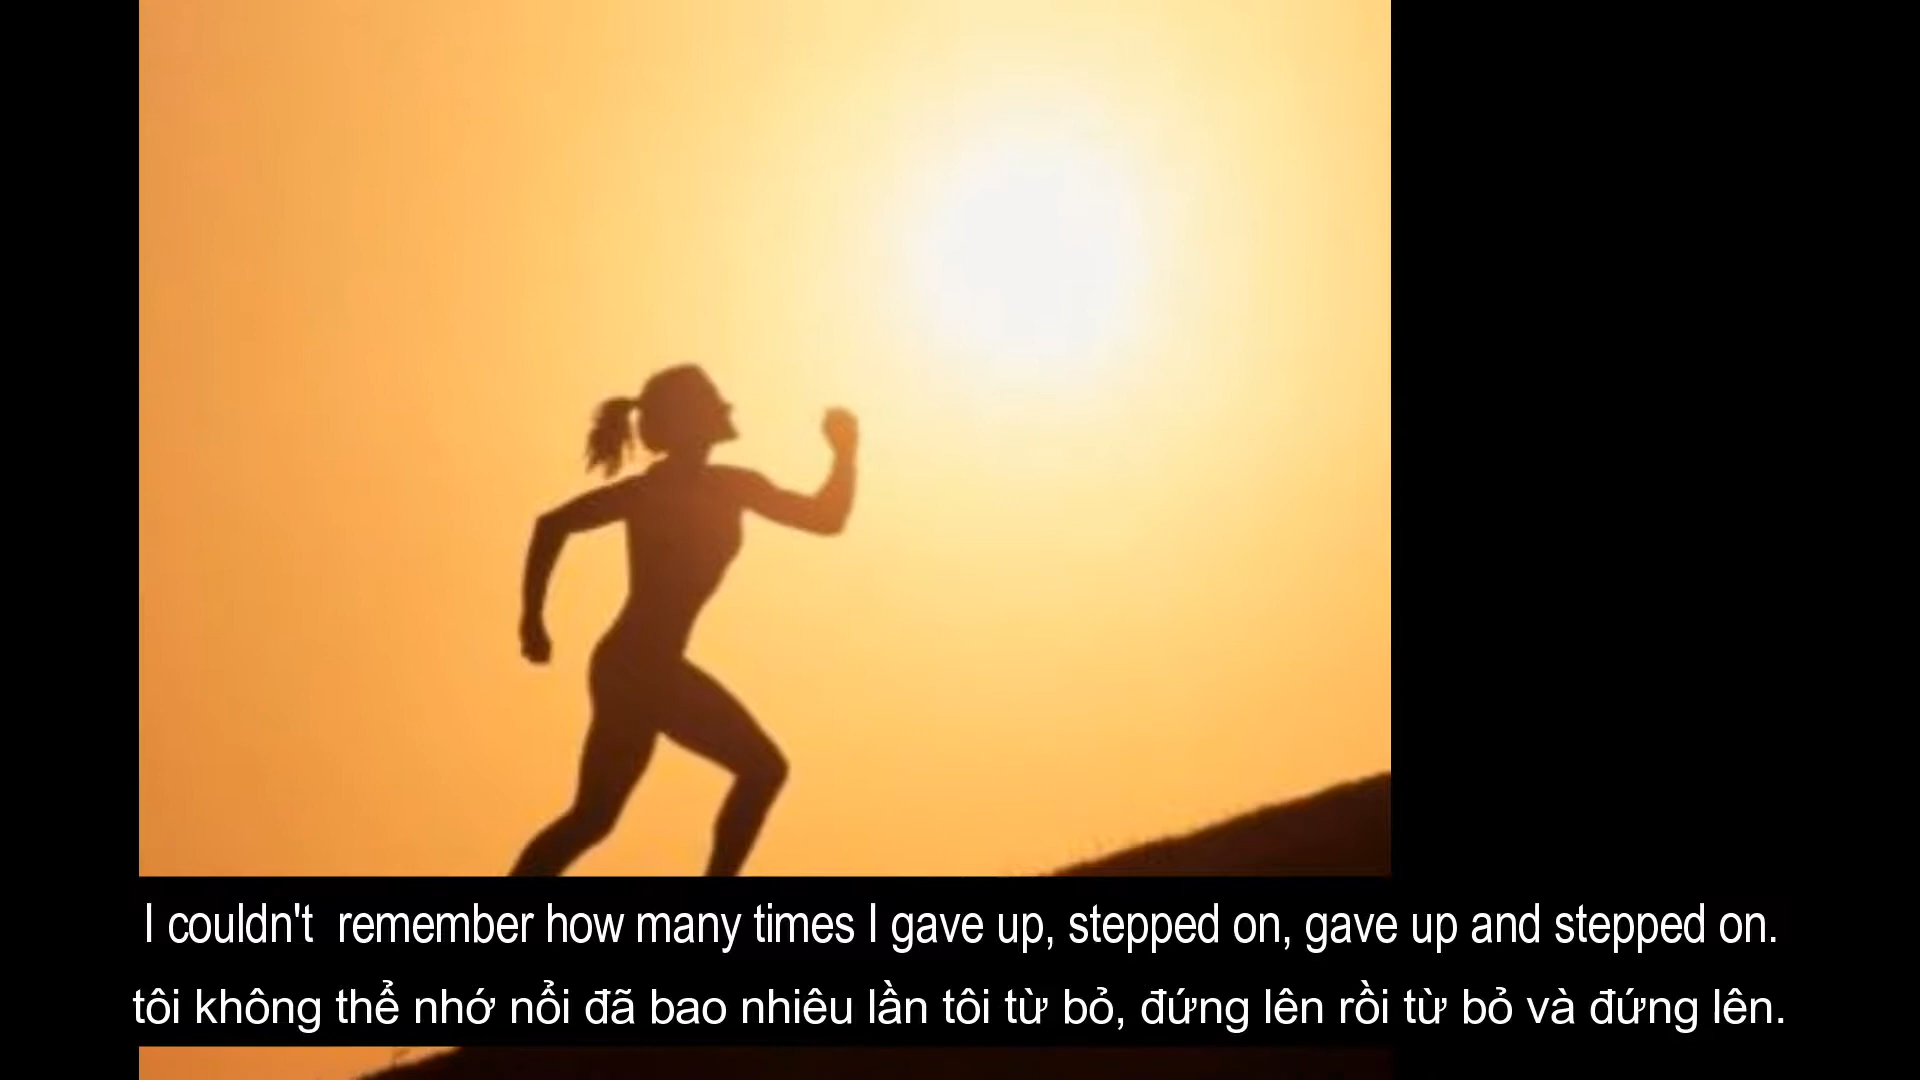 I couldn't  remember how many times I gave up, stepped on, gave up and stepped on.
tôi không thể nhớ nổi đã bao nhiêu lần tôi từ bỏ, đứng lên rồi từ bỏ và đứng lên.